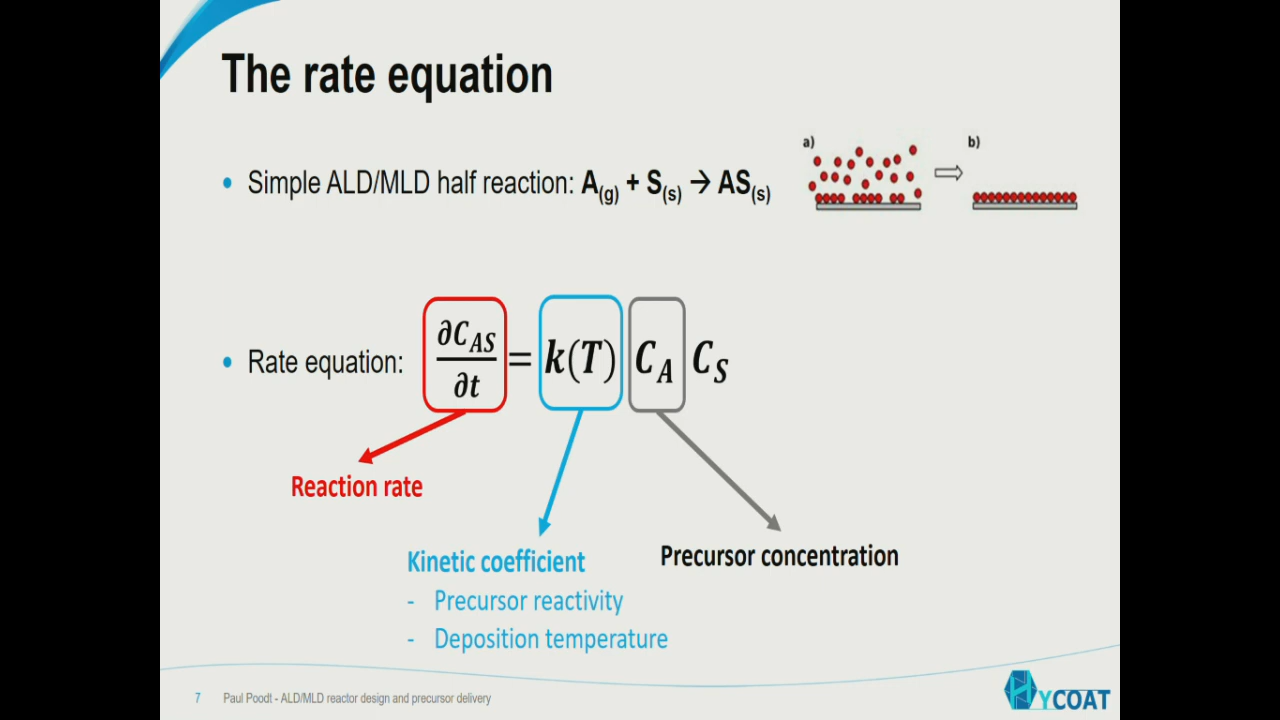 The rate equation
• Simple ALD/MLD half reaction: A(g) + S(s) → AS(s)
a)
b)
• Rate equation: ∂C_AS/∂t = k(T) C_A C_S
Reaction rate
Kinetic coefficient
- Precursor reactivity
- Deposition temperature
Precursor concentration
7 Paul Poodt - ALD/MLD reactor design and precursor delivery
HYCOAT